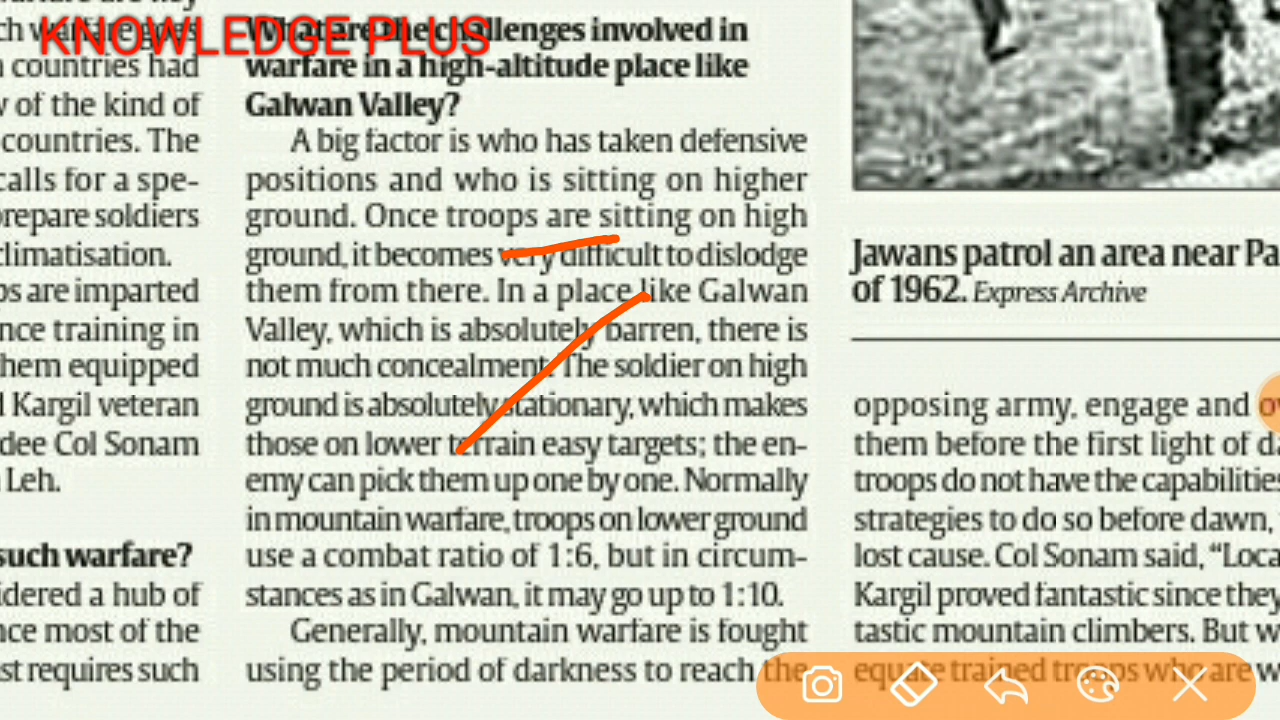 KNOWLEDGE PLUS
countries had
of the kind of
countries. The
calls for a spe-
prepare soldiers
climatisation.
are imparted
training in
them equipped
Kargil veteran
Col Sonam
Leh.
such warfare?
a hub of
most of the
requires such
What are the challenges involved in
warfare in a high-altitude place like
Galwan Valley?
A big factor is who has taken defensive
positions and who is sitting on higher
ground. Once troops are sitting on high
ground, it becomes very difficult to dislodge
them from there. In a place like Galwan
Valley, which is absolutely barren, there is
not much concealment. The soldier on high
ground is absolutely stationary, which makes
those on lower terrain easy targets; the en-
emy can pick them up one by one. Normally
in mountain warfare, troops on lower ground
use a combat ratio of 1:6, but in circum-
stances as in Galwan, it may go up to 1:10.
Generally, mountain warfare is fought
using the period of darkness to reach the
Jawans patrol an area near Pa
of 1962. Express Archive
opposing army, engage and
them before the first light of
troops do not have the capabilities
strategies to do so before dawn,
lost cause. Col Sonam said, “Loca
Kargil proved fantastic since they
tastic mountain climbers. But
equate trained troops who are